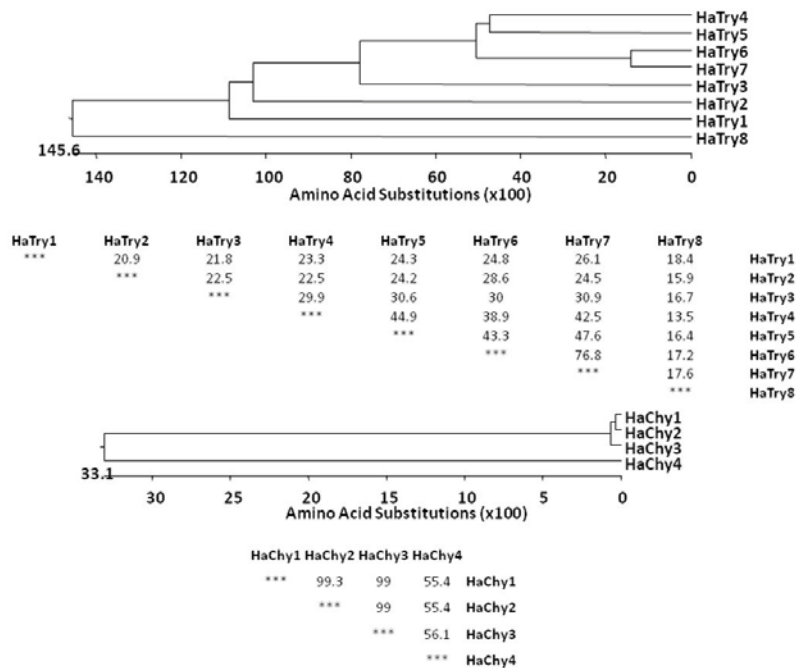 HaTry4
HaTry5
HaTry6
HaTry7
HaTry3
HaTry2
HaTry1
HaTry8
145.6
140 120 100 80 60 40 20 0
Amino Acid Substitutions (x100)
HaTry1 HaTry2 HaTry3 HaTry4 HaTry5 HaTry6 HaTry7 HaTry8
*** 20.9 21.8 23.3 24.3 24.8 26.1 18.4 HaTry1
*** 22.5 22.5 24.2 28.6 24.5 15.9 HaTry2
*** 29.9 30.6 30 30.9 16.7 HaTry3
*** 44.9 38.9 42.5 13.5 HaTry4
*** 43.3 47.6 16.4 HaTry5
*** 76.8 17.2 HaTry6
*** 17.6 HaTry7
*** HaTry8
HaChy1
HaChy2
HaChy3
HaChy4
33.1
30 25 20 15 10 5 0
Amino Acid Substitutions (x100)
HaChy1 HaChy2 HaChy3 HaChy4
*** 99.3 99 55.4 HaChy1
*** 99 55.4 HaChy2
*** 56.1 HaChy3
*** HaChy4